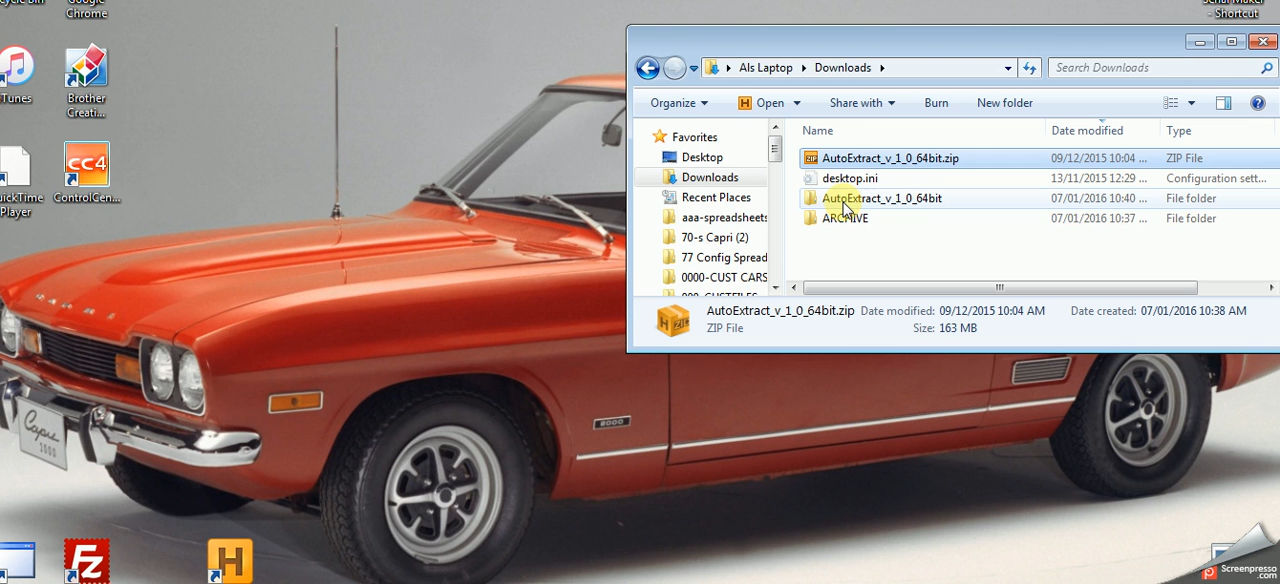 Google
Chrome
- Shortcut
Tunes
Brother
Creati...
CC4
uickTime
Player
ControlCen...
Als Laptop
Downloads
Search Downloads
Organize
Open
Share with
Burn
New folder
Favorites
Desktop
Downloads
Recent Places
aaa-spreadsheets
70-s Capri (2)
77 Config Spread
0000-CUST CARS
Name
Date modified
Type
AutoExtract_v_1_0_64bit.zip
09/12/2015 10:04 ...
ZIP File
desktop.ini
13/11/2015 12:29 ...
Configuration sett...
AutoExtract_v_1_0_64bit
07/01/2016 10:40 ...
File folder
ARCHIVE
07/01/2016 10:37 ...
File folder
AutoExtract_v_1_0_64bit.zip
Date modified: 09/12/2015 10:04 AM
Date created: 07/01/2016 10:38 AM
ZIP File
Size: 163 MB
H ZIP
Capri
2000
2000
FZ
H
Screenpresso
.com